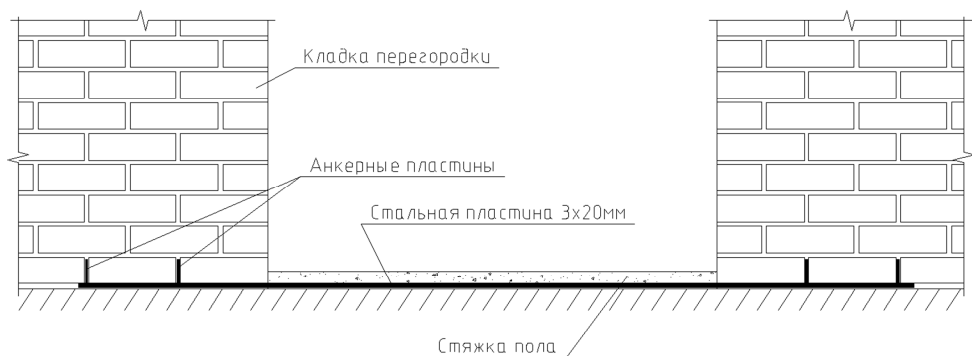 Кладка перегородки
Анкерные пластины
Стальная пластина 3х20мм
Стяжка пола